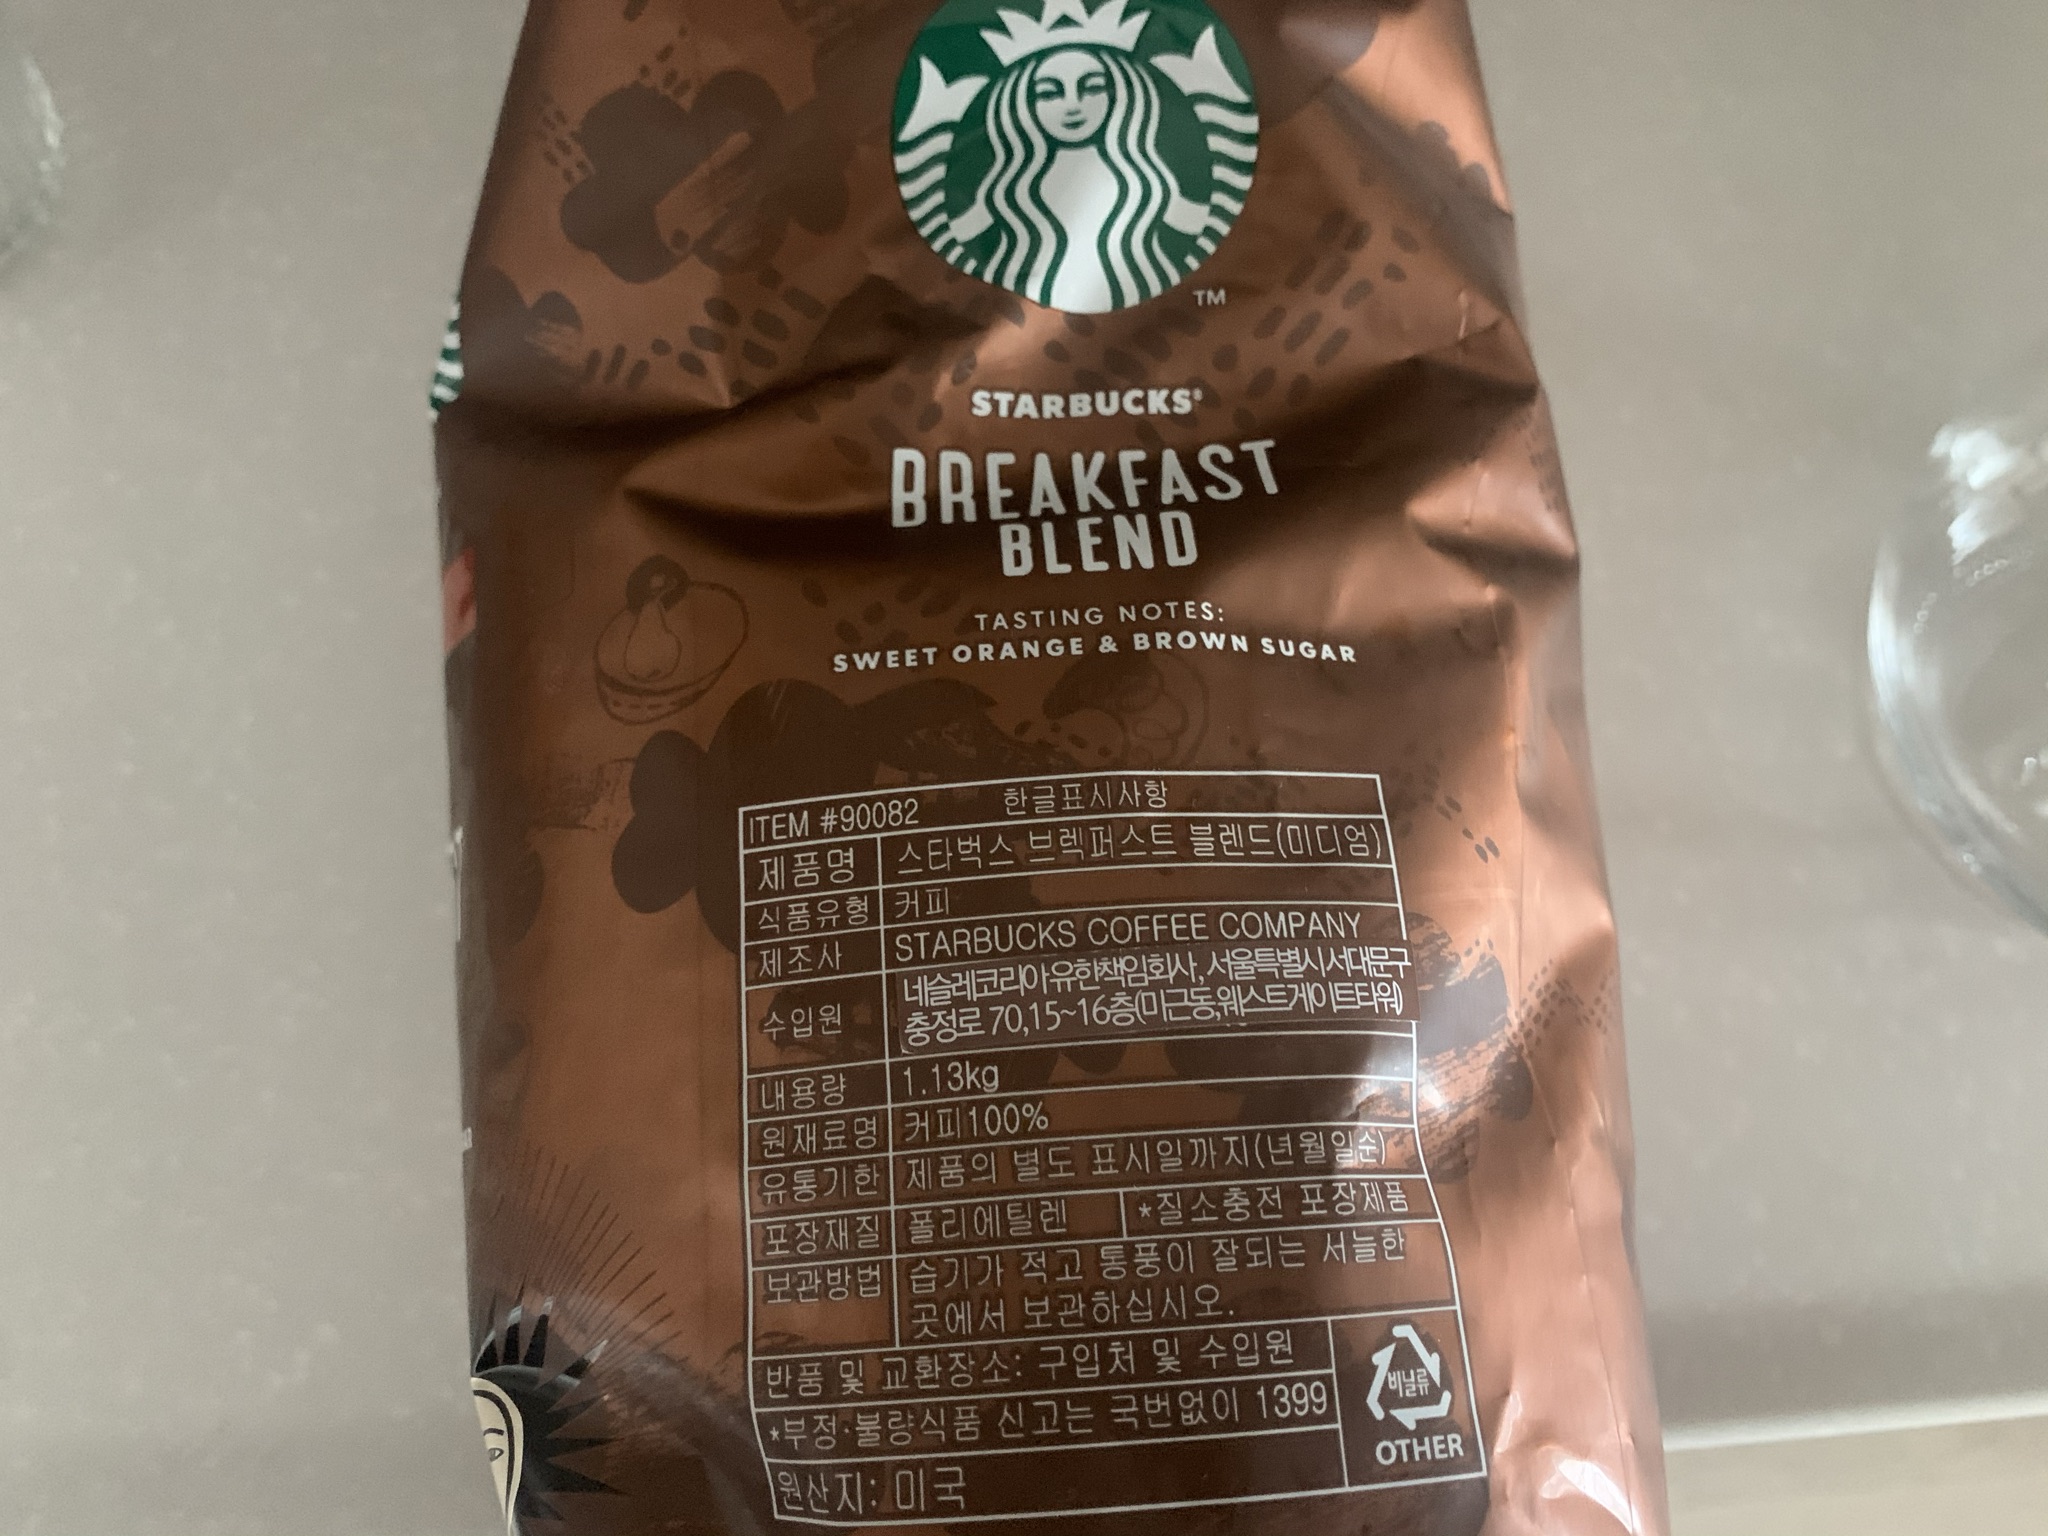 TM
STARBUCKS®
BREAKFAST
BLEND
TASTING NOTES:
SWEET ORANGE & BROWN SUGAR
ITEM #90082 한글표시사항
제품명 스타벅스 브렉퍼스트 블렌드(미디엄)
식품유형 커피
제조사 STARBUCKS COFFEE COMPANY
수입원 네슬레코리아유한책임회사, 서울특별시서대문구
충정로 70,15~16층(미근동,웨스트게이트타워)
내용량 1.13kg
원재료명 커피100%
유통기한 제품의 별도 표시일까지(년월일순)
포장재질 폴리에틸렌 *질소충전 포장제품
보관방법 습기가 적고 통풍이 잘되는 서늘한
곳에서 보관하십시오.
반품 및 교환장소: 구입처 및 수입원
*부정·불량식품 신고는 국번없이 1399
원산지: 미국
비닐류
OTHER